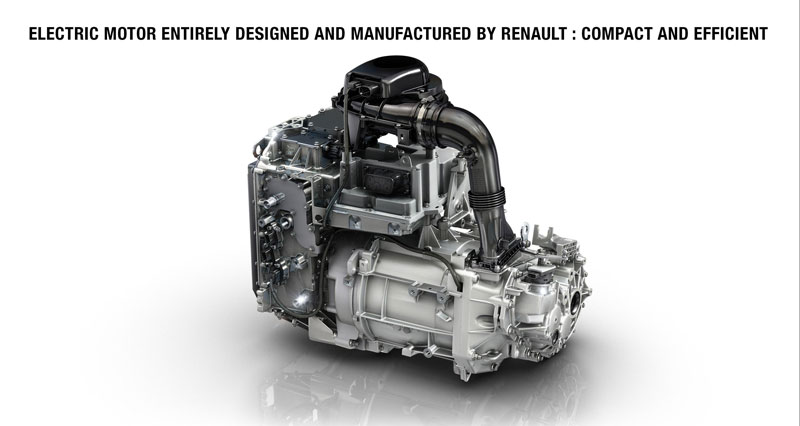 ELECTRIC MOTOR ENTIRELY DESIGNED AND MANUFACTURED BY RENAULT : COMPACT AND EFFICIENT